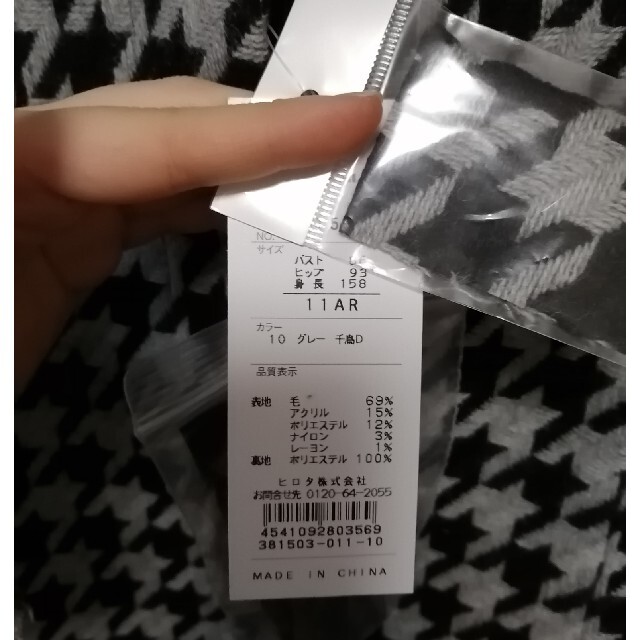 NO.
サイズ
バスト
ヒップ 93
身長 158
11AR
カラー
10 グレー 千鳥D
品質表示
表地 毛 69%
アクリル 15%
ポリエステル 12%
ナイロン 3%
レーヨン 1%
裏地 ポリエステル 100%
ヒロタ株式会社
お問合せ先 0120-64-2055
4541092803569
381503-011-10
MADE IN CHINA